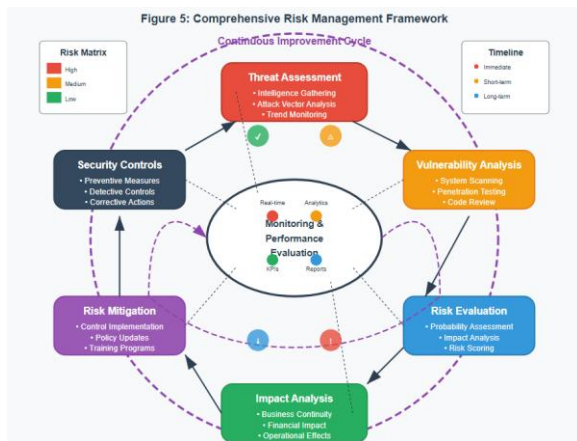 Figure 5: Comprehensive Risk Management Framework
Continuous Improvement Cycle
Risk Matrix
High
Medium
Low
Timeline
Immediate
Short-term
Long-term
Threat Assessment
• Intelligence Gathering
• Attack Vector Analysis
• Trend Monitoring
Security Controls
• Preventive Measures
• Detective Controls
• Corrective Actions
Vulnerability Analysis
• System Scanning
• Penetration Testing
• Code Review
Real-time
Analytics
Monitoring &
Performance
Evaluation
KPIs
Reports
Risk Mitigation
• Control Implementation
• Policy Updates
• Training Programs
Risk Evaluation
• Probability Assessment
• Impact Analysis
• Risk Scoring
!
Impact Analysis
• Business Continuity
• Financial Impact
• Operational Effects